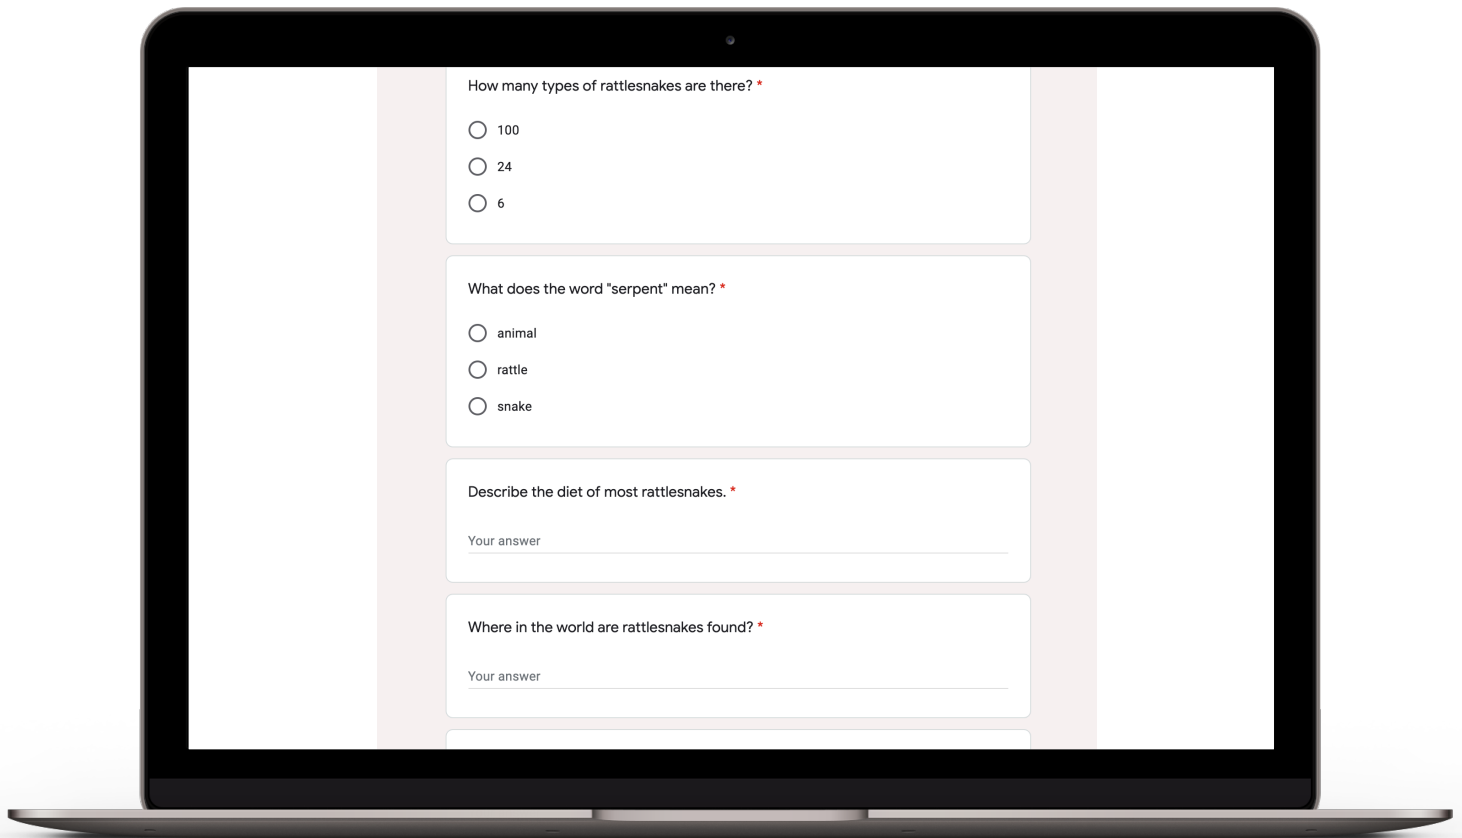 How many types of rattlesnakes are there? *
100
24
6
What does the word "serpent" mean? *
animal
rattle
snake
Describe the diet of most rattlesnakes. *
Your answer
Where in the world are rattlesnakes found? *
Your answer